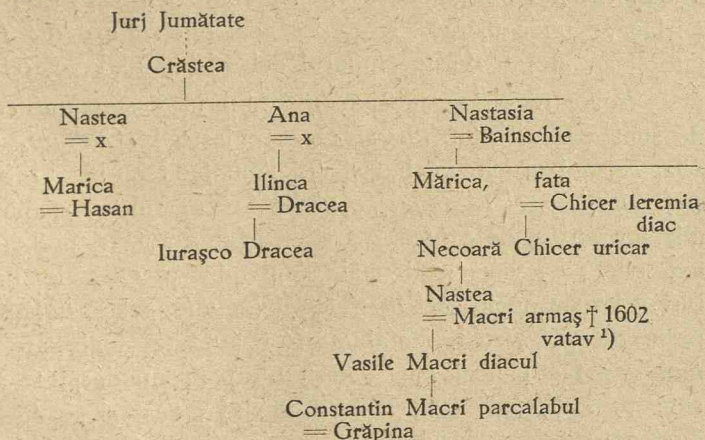 Jurj Jumătate
Crăstea
Nastea Ana Nastasia
= x = x = Bainschie
Marica Ilinca Mărica, fata
= Hasan = Dracea = Chicer Ieremia
diac
Iuraşco Dracea Necoară Chicer uricar
Nastea
= Macri armaş † 1602
vatav ¹)
Vasile Macri diacul
Constantin Macri parcalabul
= Grăpina